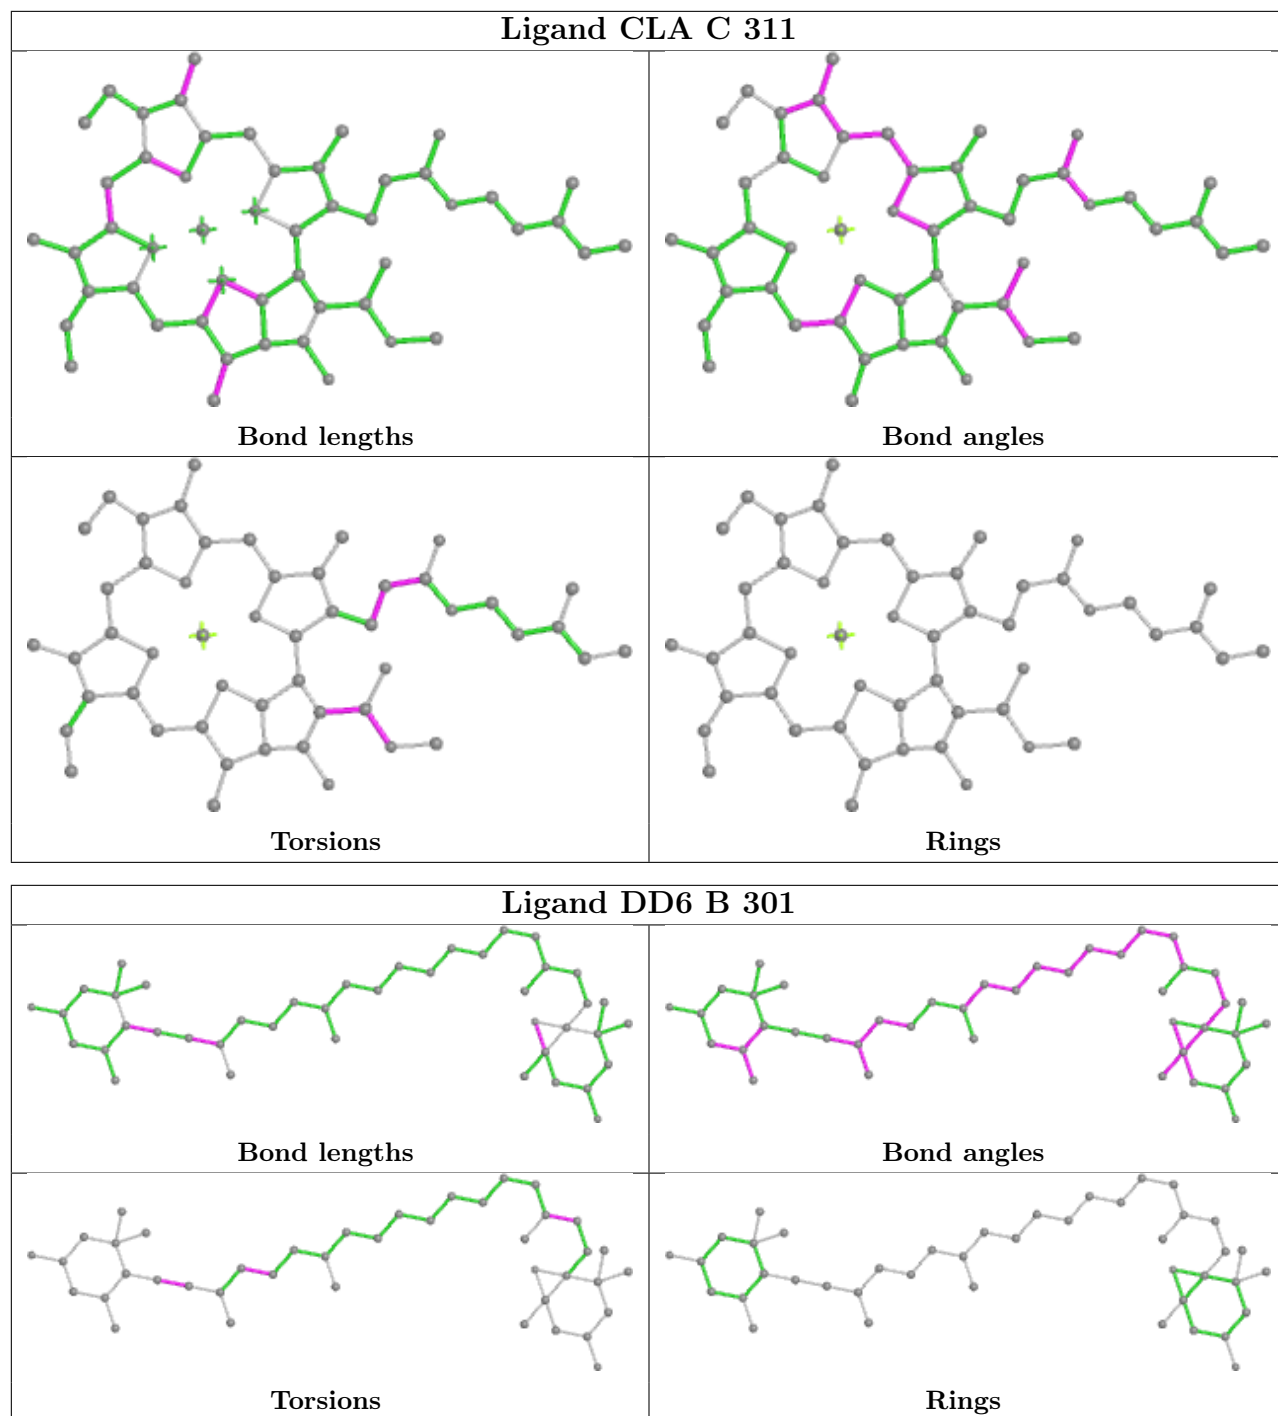 Ligand CLA C 311
Bond lengths
Bond angles
Torsions
Rings
Ligand DD6 B 301
Bond lengths
Bond angles
Torsions
Rings